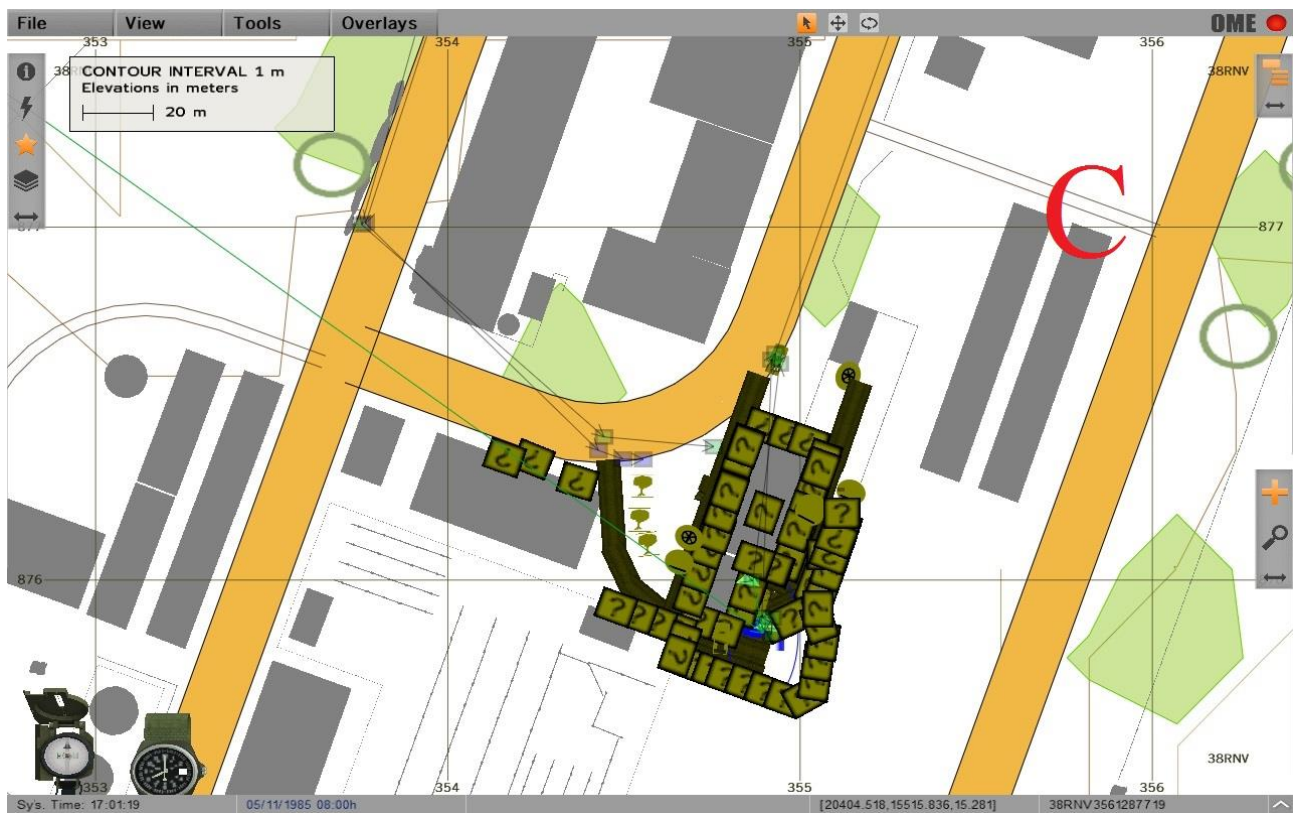 File View Tools Overlays OME
353 354 355 356
38RNV
CONTOUR INTERVAL 1 m
Elevations in meters
20 m
C
877 877
876
38RNV
353 354 355 356
Sys. Time: 17:01:19 05/11/1985 08:00h [20404.518,15515.836,15.281] 38RNV3561287719